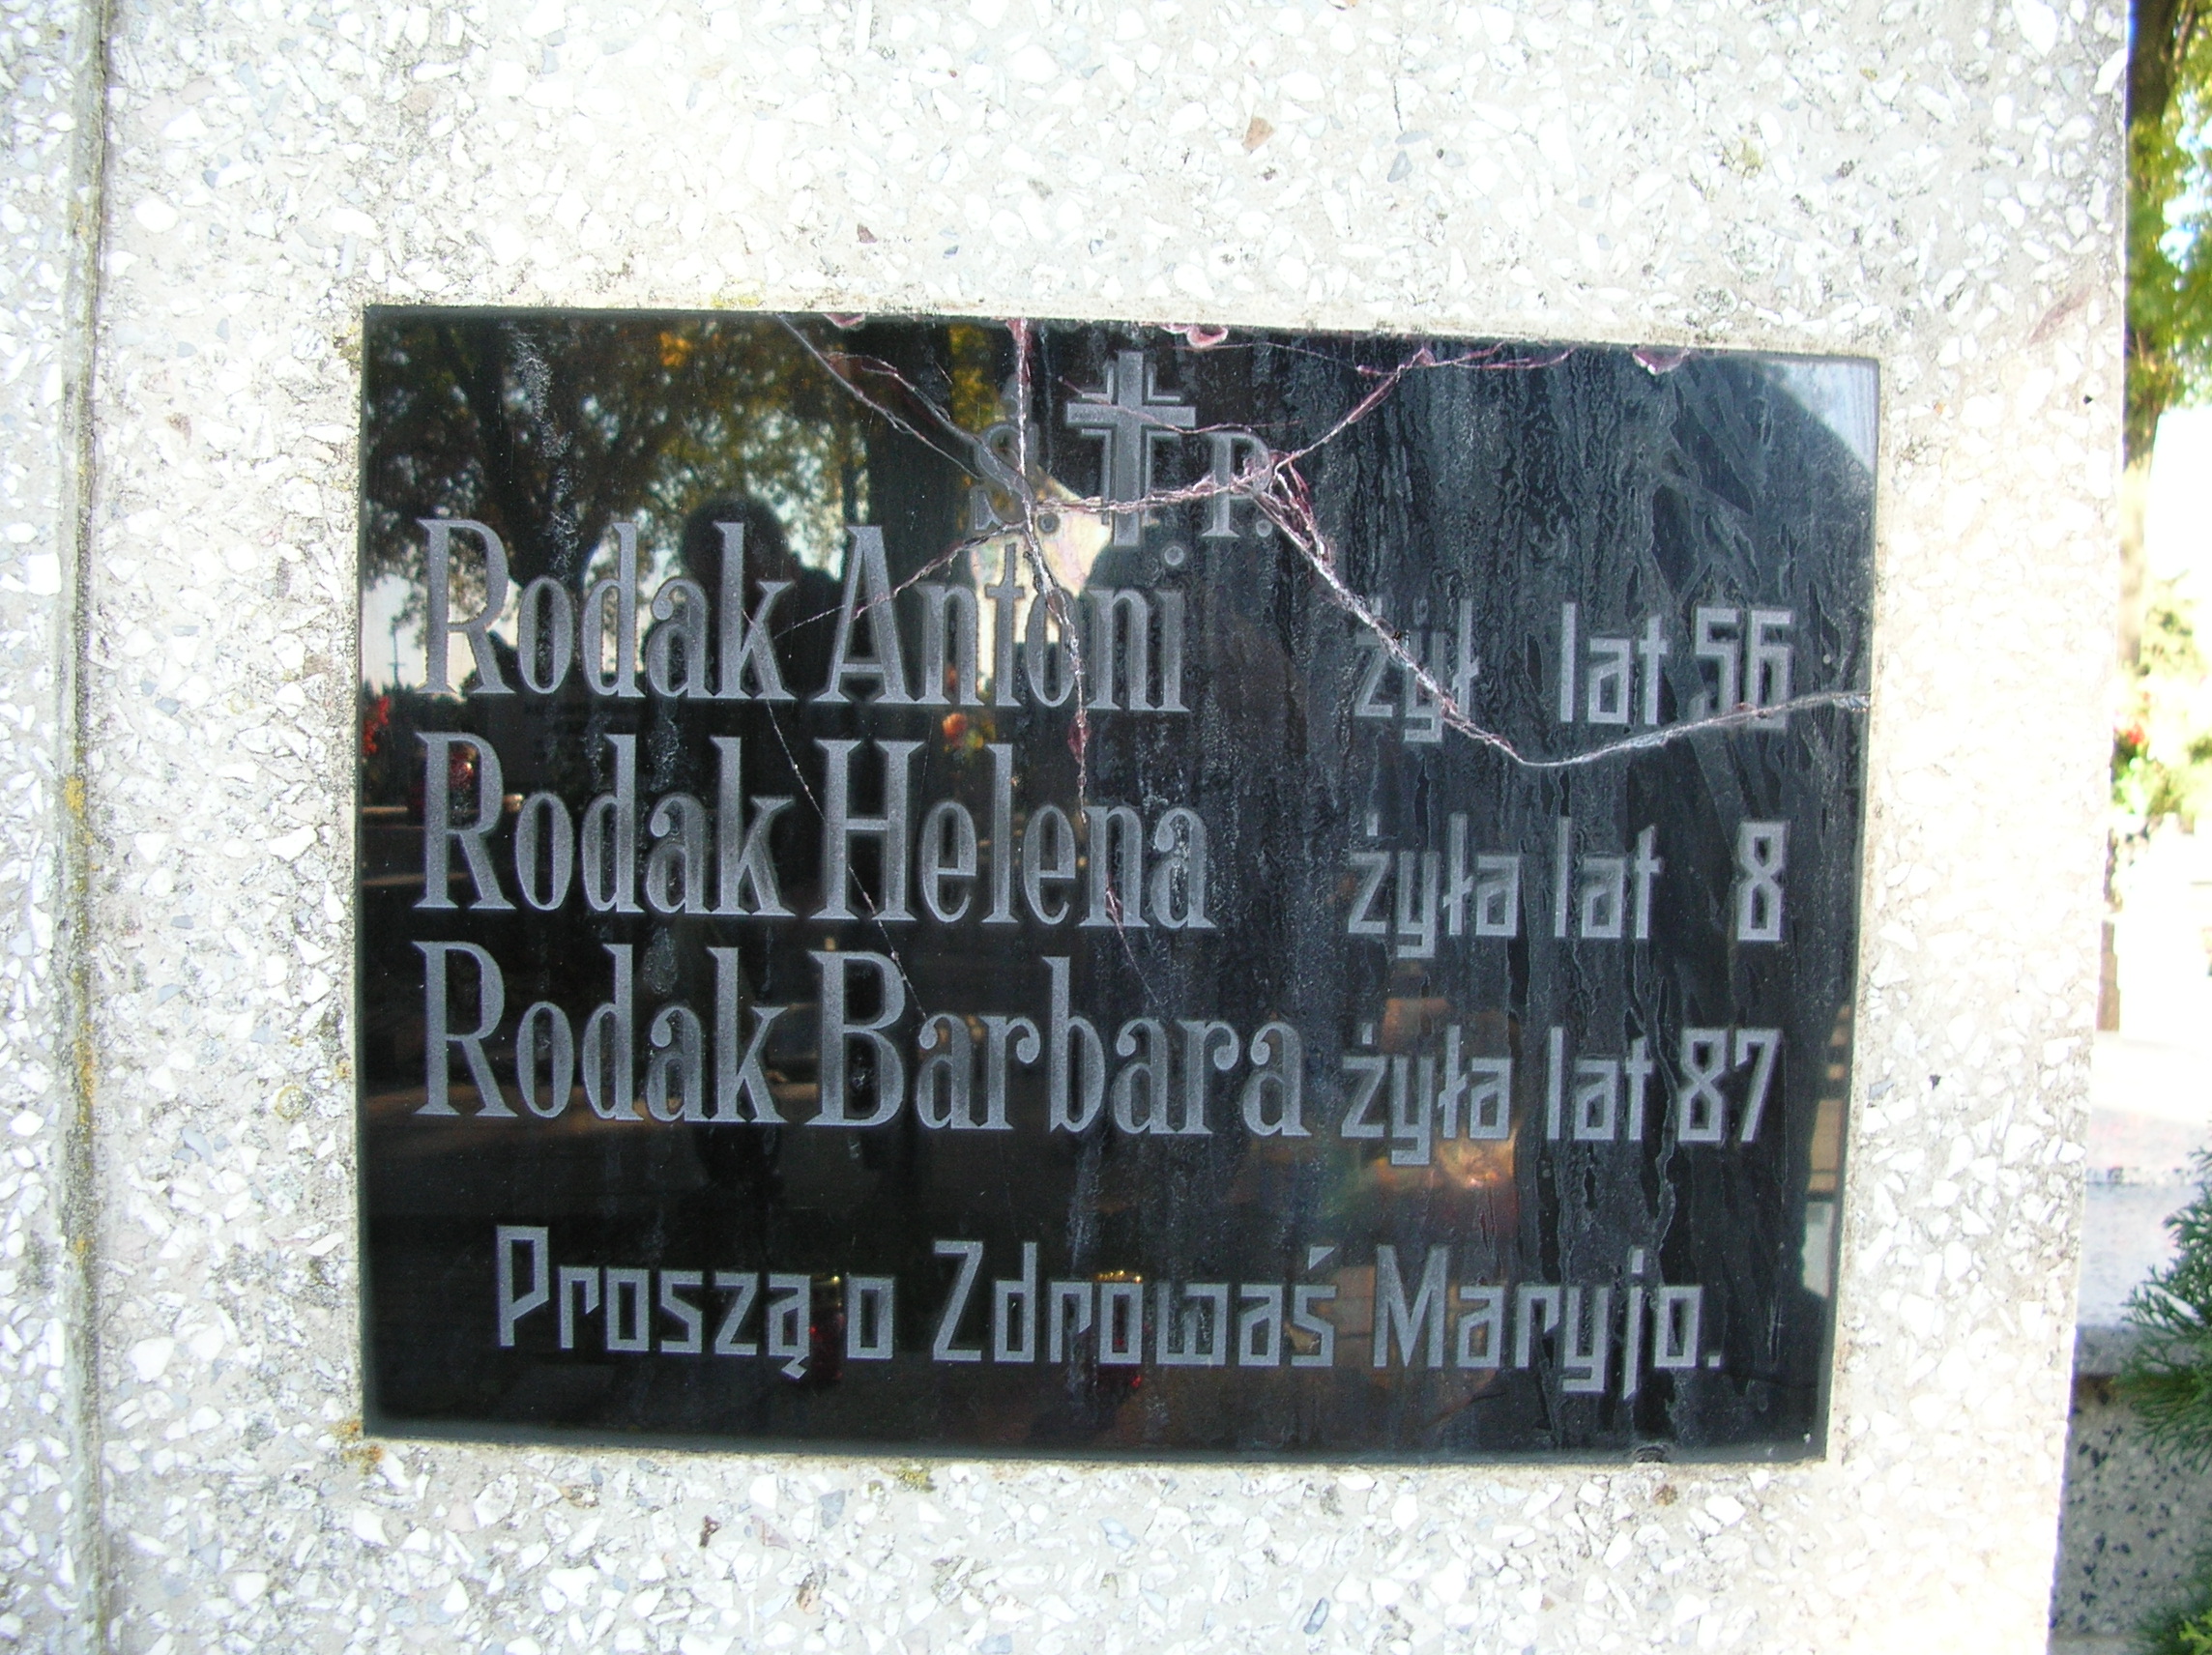 Ś. P.
Rodak Antoni żył lat 56
Rodak Helena żyła lat 8
Rodak Barbara żyła lat 87
Proszą o Zdrowaś Maryjo.